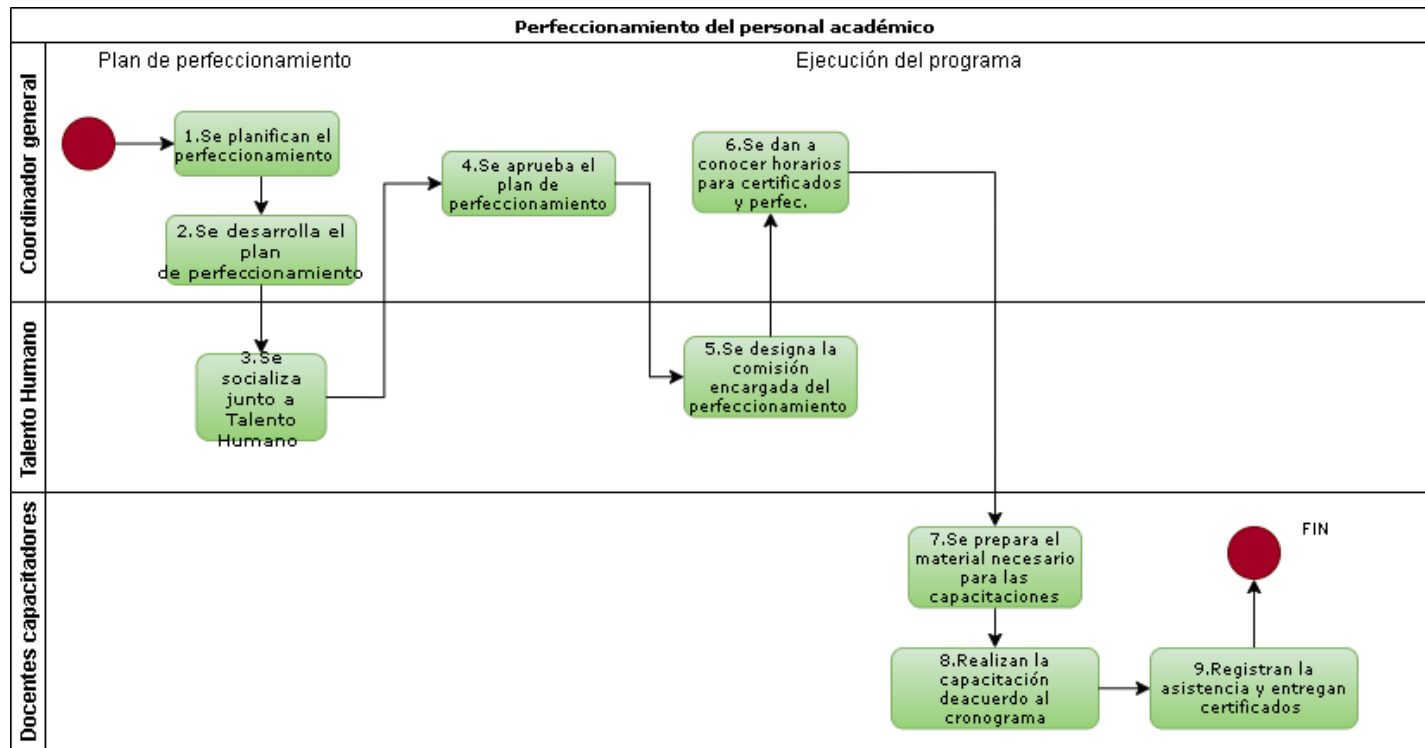 Perfeccionamiento del personal académico
Plan de perfeccionamiento
Ejecución del programa
Coordinador general
1.Se planifican el
perfeccionamiento
2.Se desarrolla el
plan
de perfeccionamiento
4.Se aprueba el
plan de
perfeccionamiento
6.Se dan a
conocer horarios
para certificados
y perfec.
Talento Humano
3.Se
socializa
junto a
Talento
Humano
5.Se designa la
comisión
encargada del
perfeccionamiento
Docentes capacitadores
7.Se prepara el
material necesario
para las
capacitaciones
FIN
8.Realizan la
capacitación
deacuerdo al
cronograma
9.Registran la
asistencia y entregan
certificados